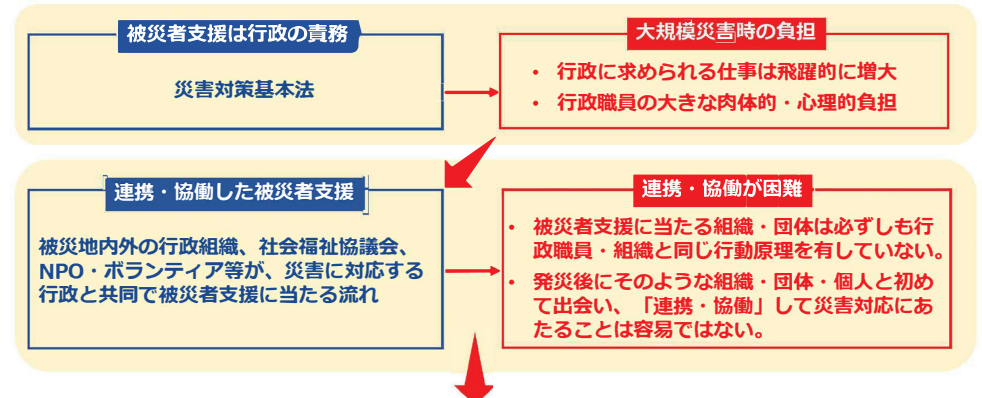 被災者支援は行政の責務
災害対策基本法
大規模災害時の負担
• 行政に求められる仕事は飛躍的に増大
• 行政職員の大きな肉体的・心理的負担
連携・協働した被災者支援
被災地内外の行政組織、社会福祉協議会、
NPO・ボランティア等が、災害に対応する
行政と共同で被災者支援に当たる流れ
連携・協働が困難
• 被災者支援に当たる組織・団体は必ずしも行
政職員・組織と同じ行動原理を有していない。
• 発災後にそのような組織・団体・個人と初め
て出会い、「連携・協働」して災害対応にあ
たることは容易ではない。